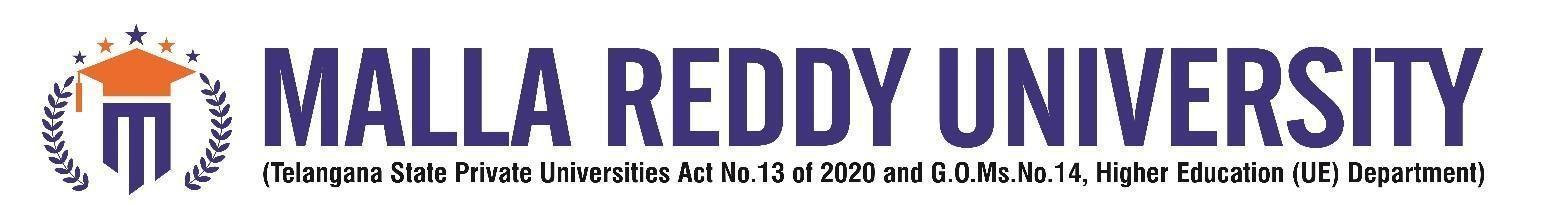 MALLA REDDY UNIVERSITY
(Telangana State Private Universities Act No.13 of 2020 and G.O.Ms.No.14, Higher Education (UE) Department)